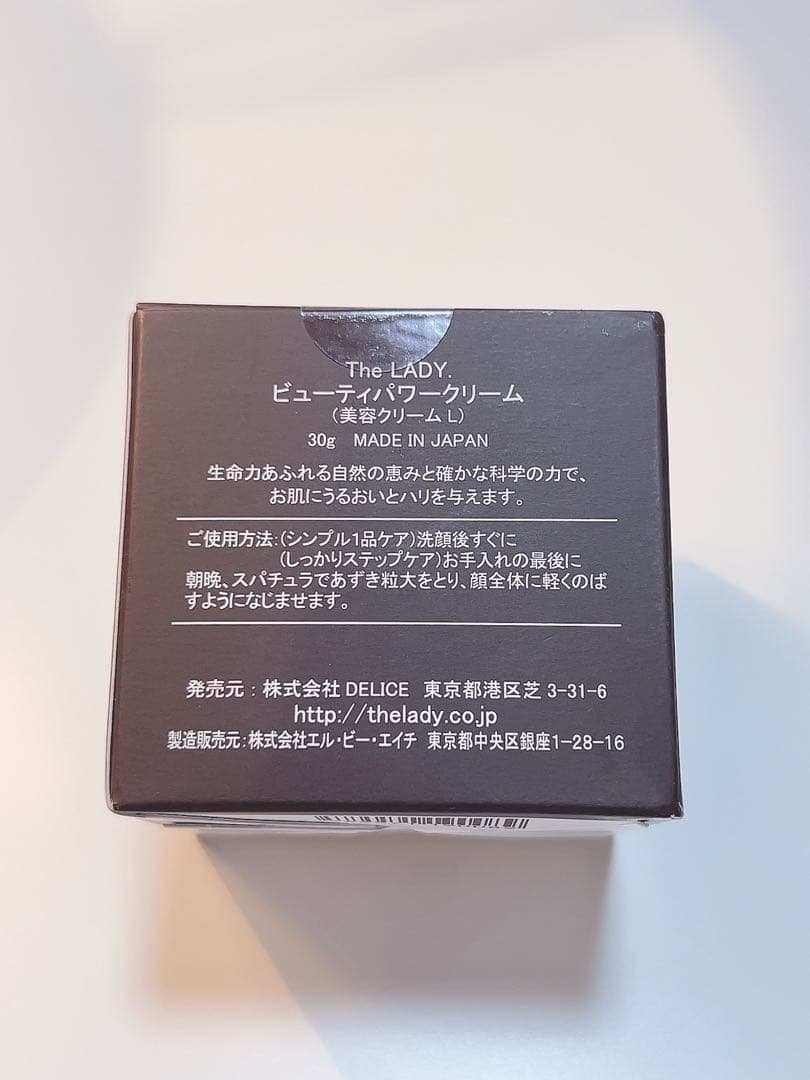 The LADY.
ビューティパワークリーム
(美容クリーム L)
30g MADE IN JAPAN
生命力あふれる自然の恵みと確かな科学の力で、
お肌にうるおいとハリを与えます。
ご使用方法:(シンプル1品ケア)洗顔後すぐに
(しっかりステップケア)お手入れの最後に
朝晩、スパチュラであずき粒大をとり、顔全体に軽くのば
すようになじませます。
発売元:株式会社 DELICE 東京都港区芝 3-31-6
http://thelady.co.jp
製造販売元:株式会社エル・ビー・エイチ 東京都中央区銀座1-28-16